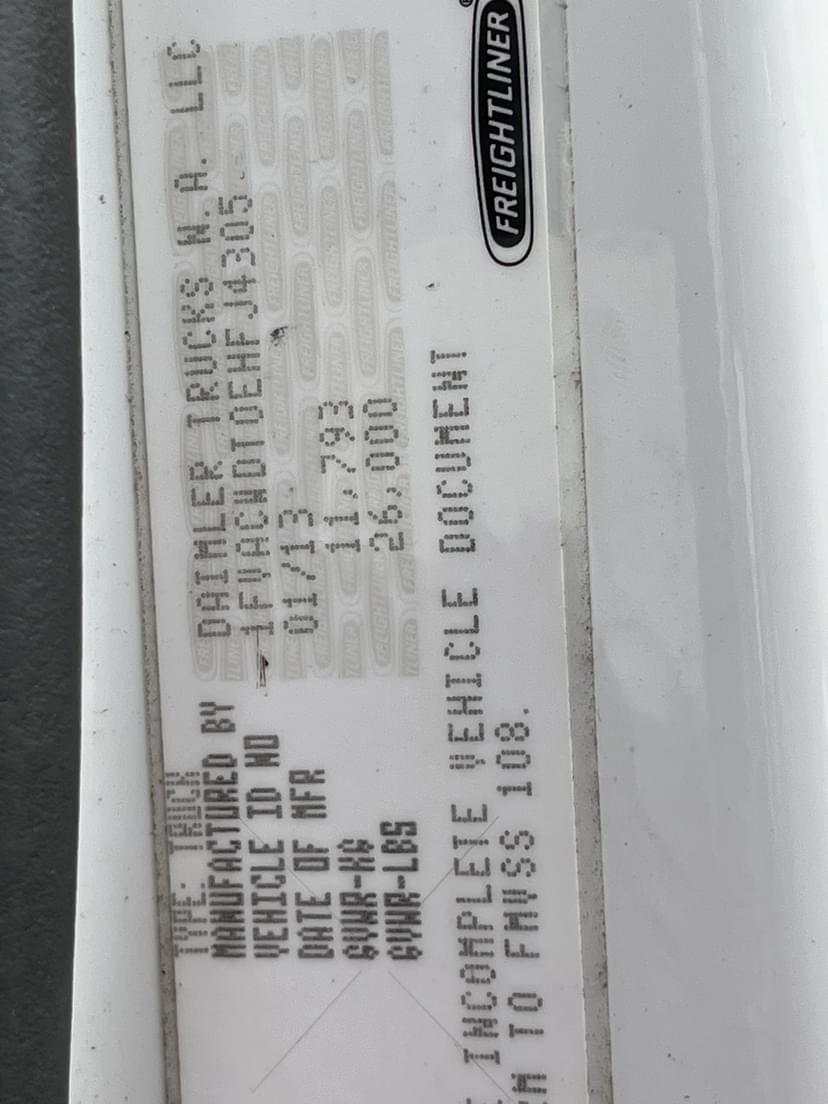 TYPE: TRUCK
MANUFACTURED BY DAIMLER TRUCKS N.A. LLC
VEHICLE ID NO 1FVACWDT0EHFJ4305
DATE OF MFR 01/13
GVWR-KG 11,793
GVWR-LBS 26,000
INCOMPLETE VEHICLE DOCUMENT
TO FMVSS 108.
FREIGHTLINER